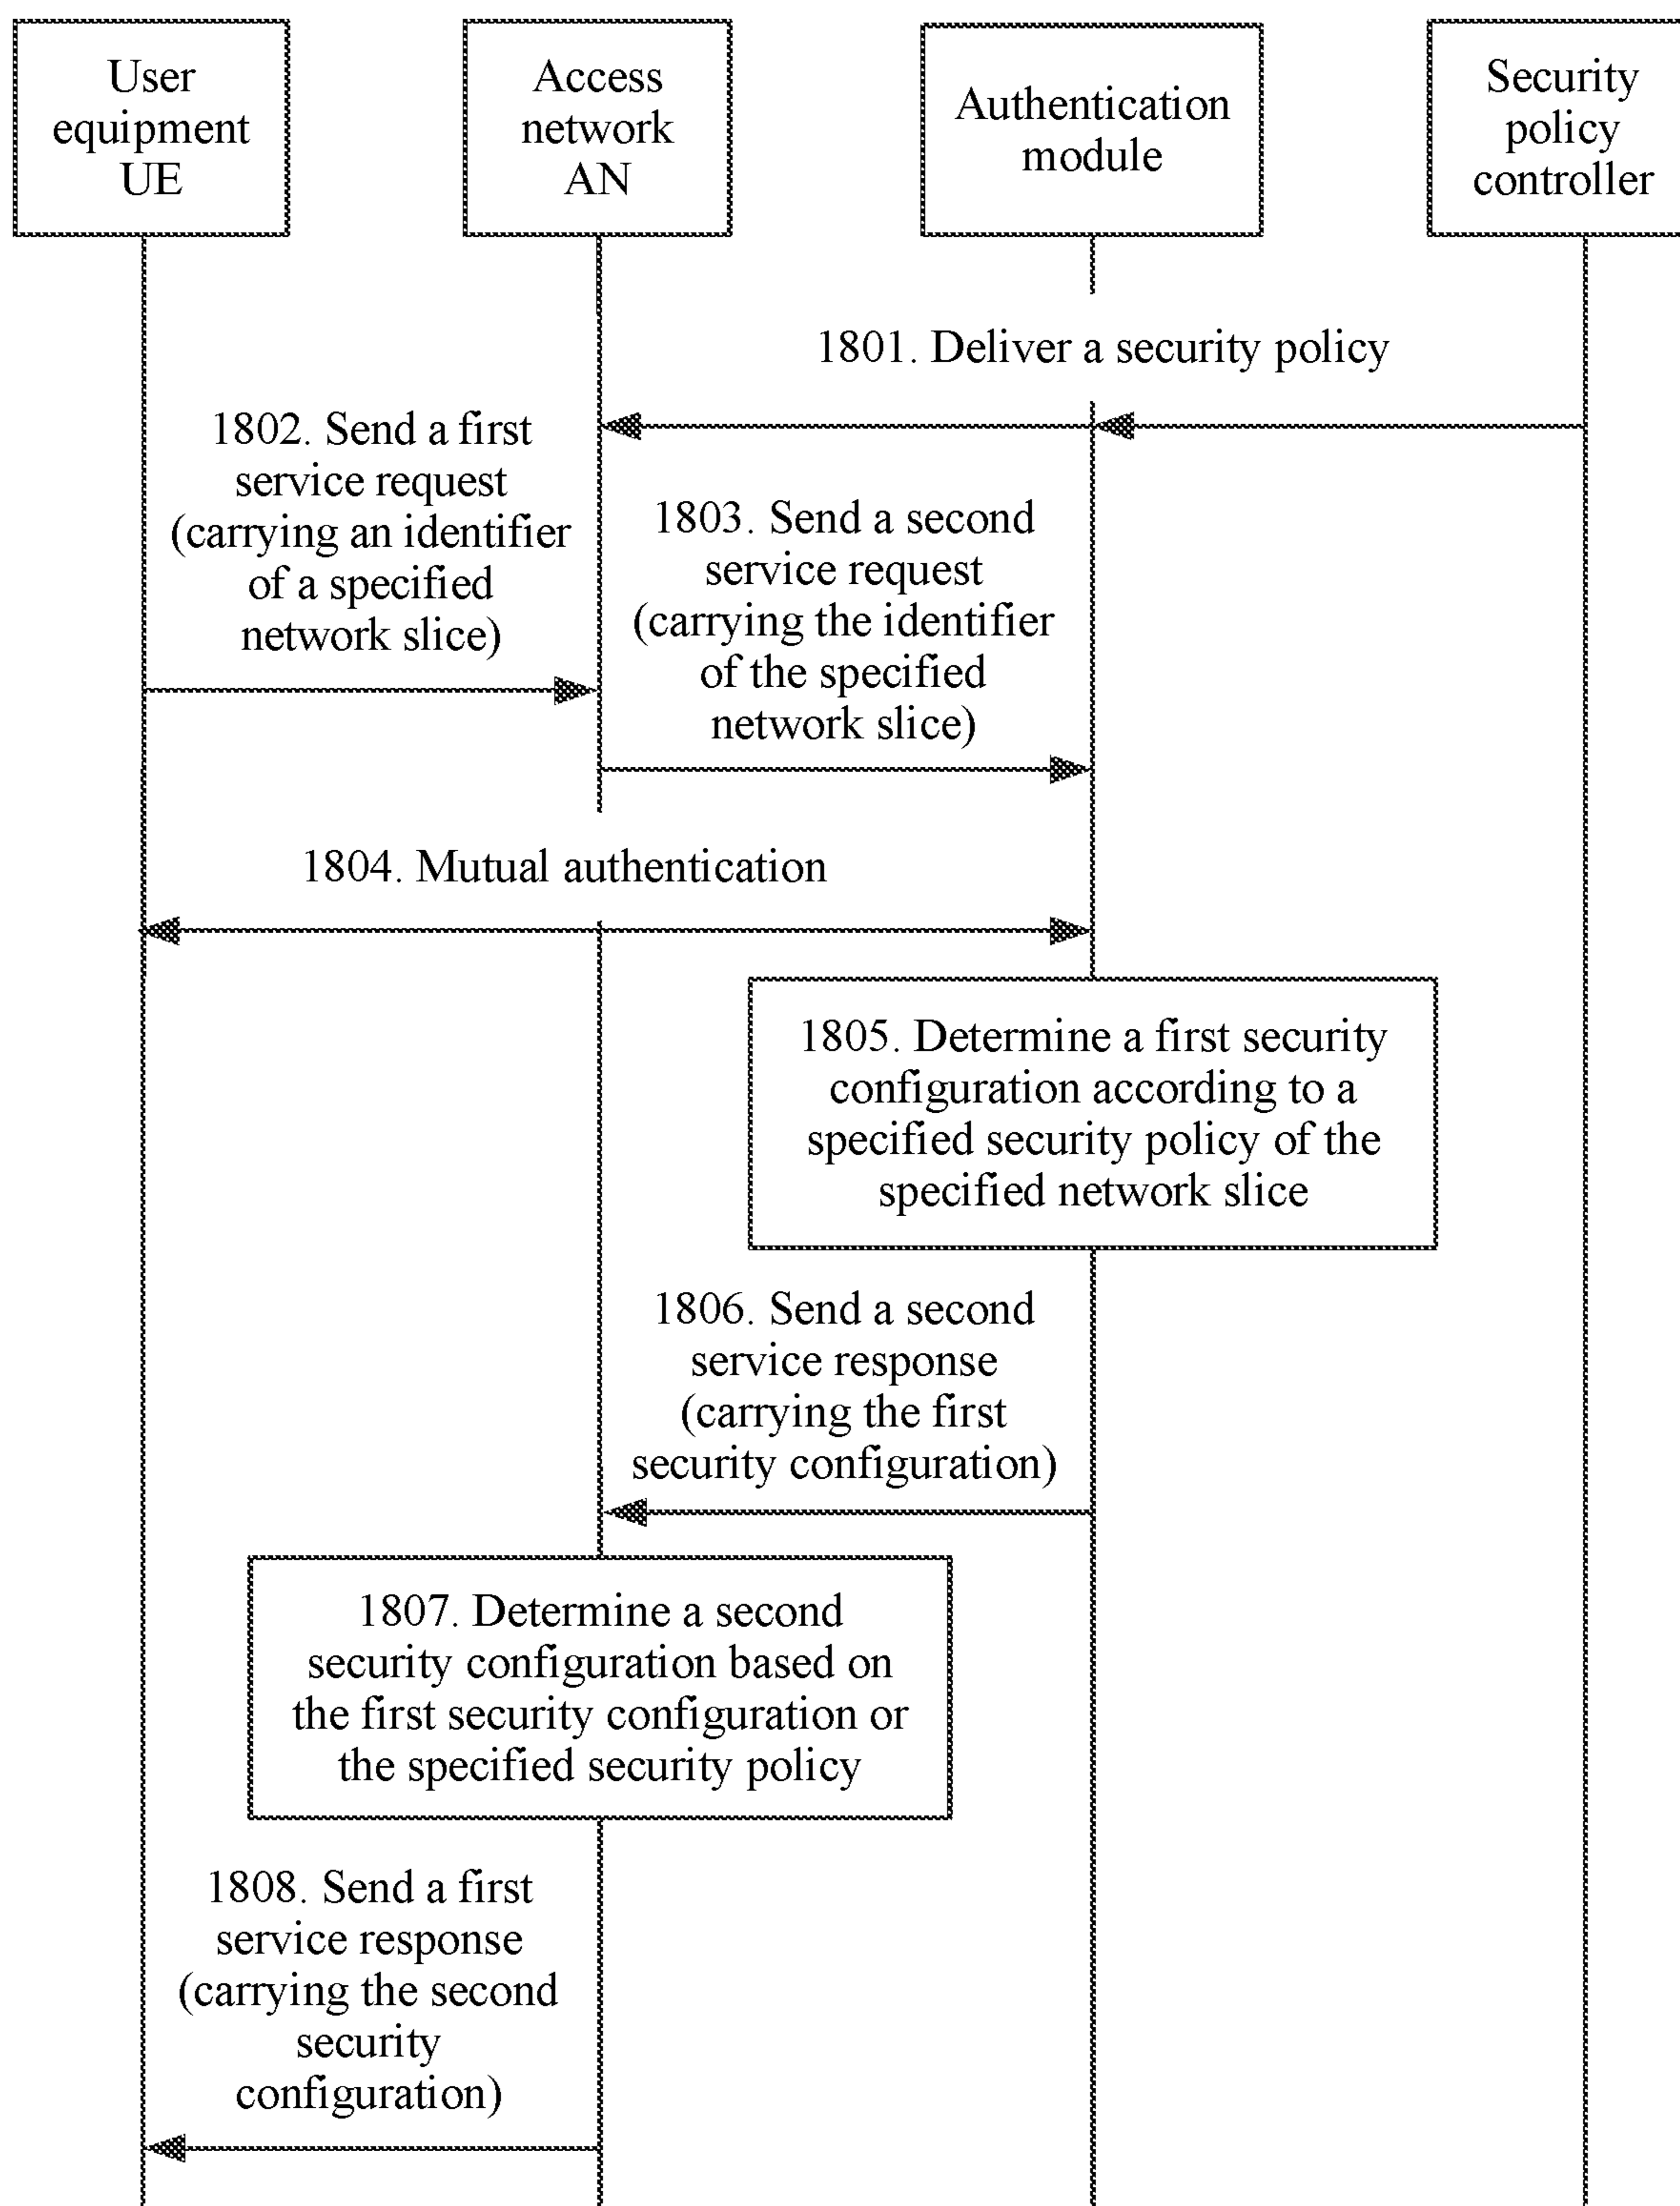 User
equipment
UE
Access
network
AN
Authentication
module
Security
policy
controller
1801. Deliver a security policy
1802. Send a first
service request
(carrying an identifier
of a specified
network slice)
1803. Send a second
service request
(carrying the identifier
of the specified
network slice)
1804. Mutual authentication
1805. Determine a first security
configuration according to a
specified security policy of the
specified network slice
1806. Send a second
service response
(carrying the first
security configuration)
1807. Determine a second
security configuration based on
the first security configuration or
the specified security policy
1808. Send a first
service response
(carrying the second
security
configuration)